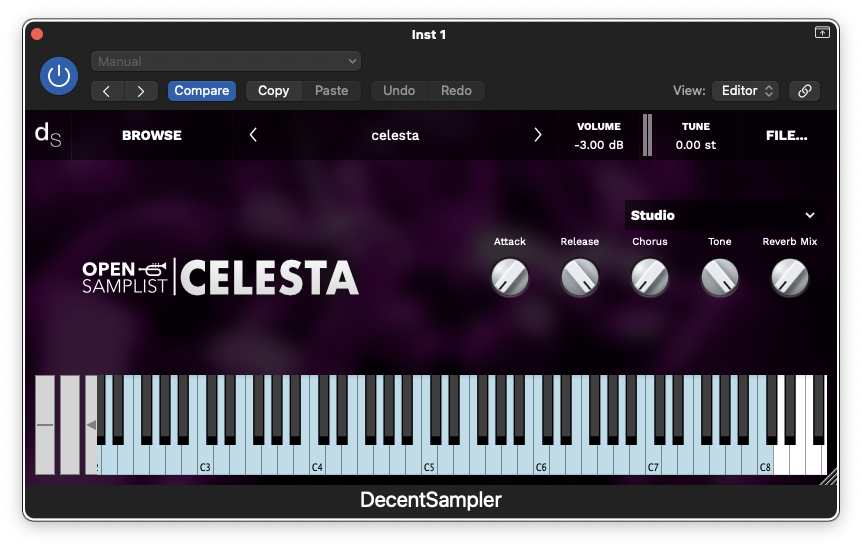 Inst 1
Manual
Compare
Copy
Paste
Undo
Redo
View:
Editor
ds
BROWSE
celesta
VOLUME
-3.00 dB
TUNE
0.00 st
FILE...
Studio
Attack
Release
Chorus
Tone
Reverb Mix
OPEN
SAMPLIST
CELESTA
C3
C4
C5
C6
C7
C8
DecentSampler